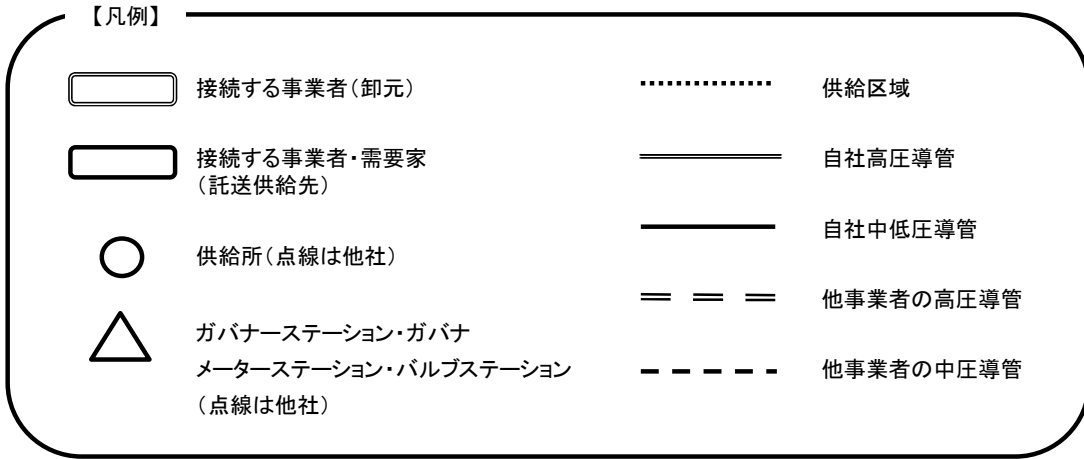 【凡例】
接続する事業者(卸元)
接続する事業者・需要家
(託送供給先)
供給所(点線は他社)
ガバナーステーション・ガバナ
メーターステーション・バルブステーション
(点線は他社)
供給区域
自社高圧導管
自社中低圧導管
他事業者の高圧導管
他事業者の中圧導管